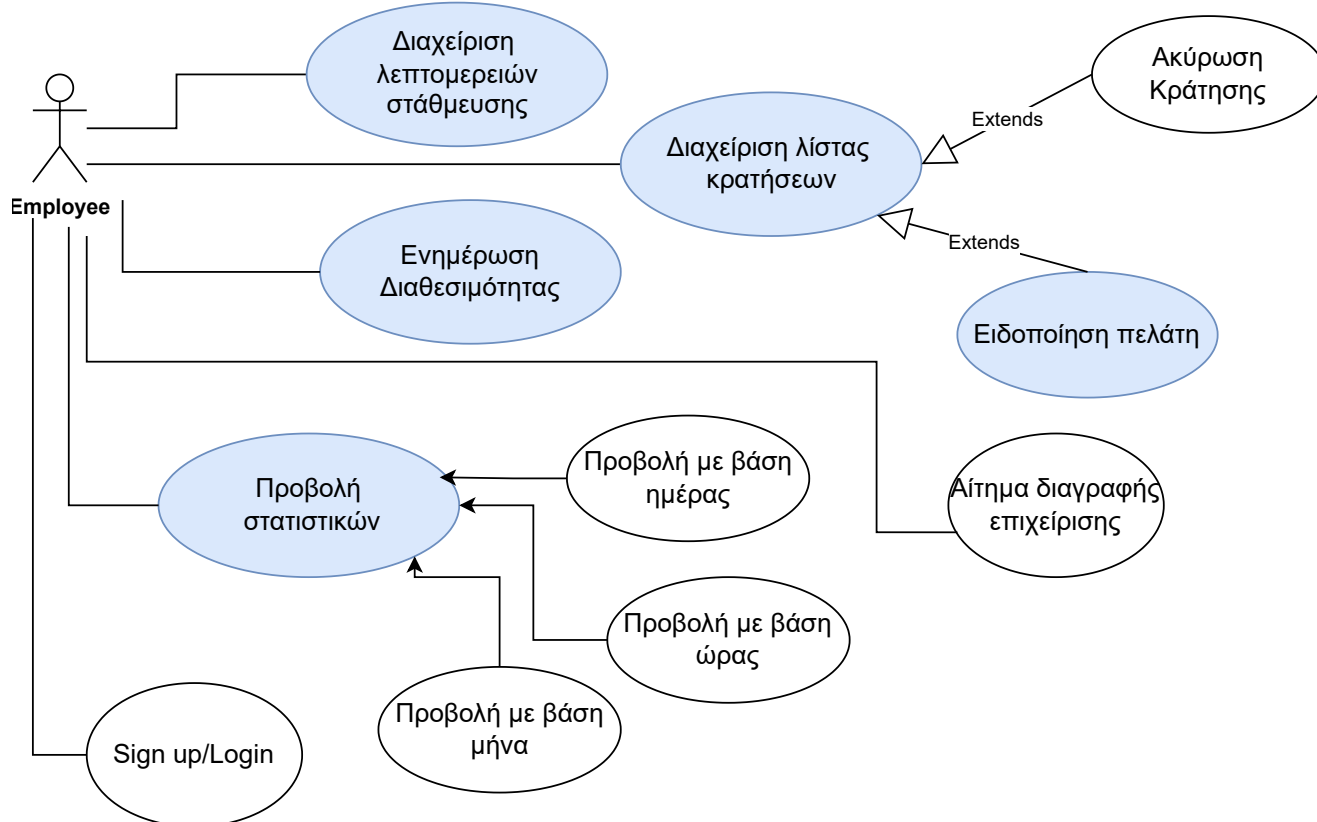 Διαχείριση
λεπτομερειών
στάθμευσης
Ακύρωση
Κράτησης
Extends
Διαχείριση λίστας
κρατήσεων
Employee
Extends
Ενημέρωση
Διαθεσιμότητας
Ειδοποίηση πελάτη
Προβολή με βάση
ημέρας
Προβολή
στατιστικών
Αίτημα διαγραφής
επιχείρισης
Προβολή με βάση
ώρας
Προβολή με βάση
μήνα
Sign up/Login